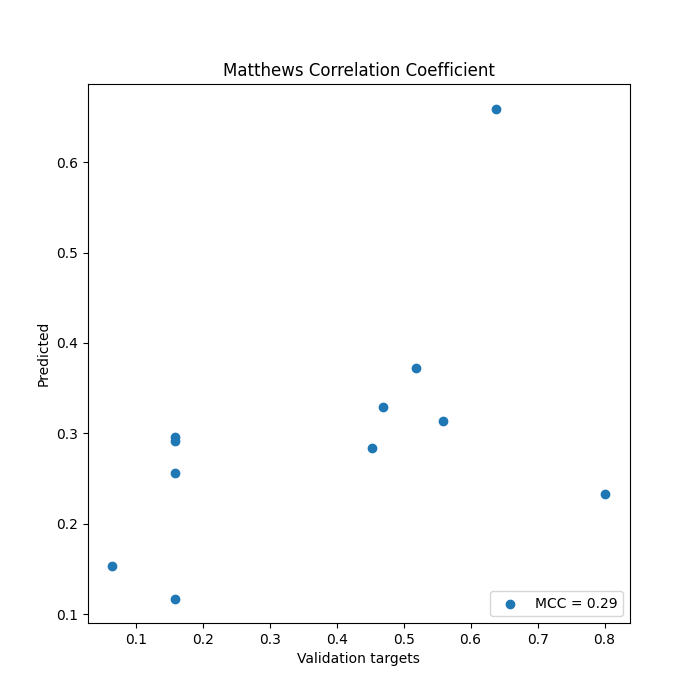 Matthews Correlation Coefficient
Predicted
0.6
0.5
0.4
0.3
0.2
0.1
MCC = 0.29
0.1 0.2 0.3 0.4 0.5 0.6 0.7 0.8
Validation targets